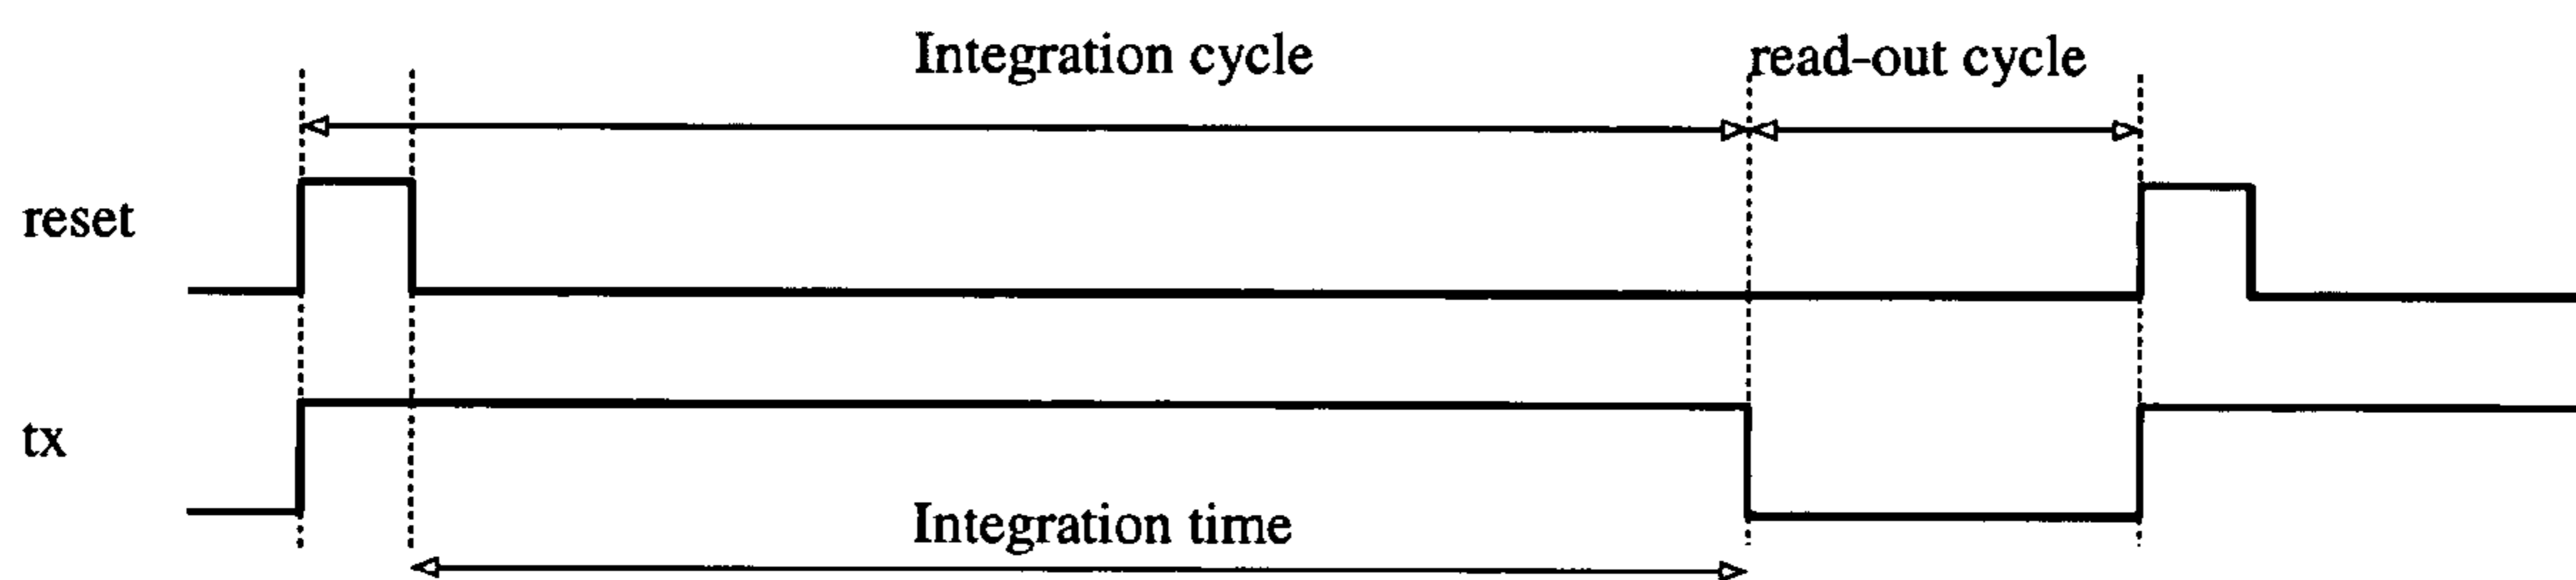 Integration cycle
read-out cycle
reset
tx
Integration time